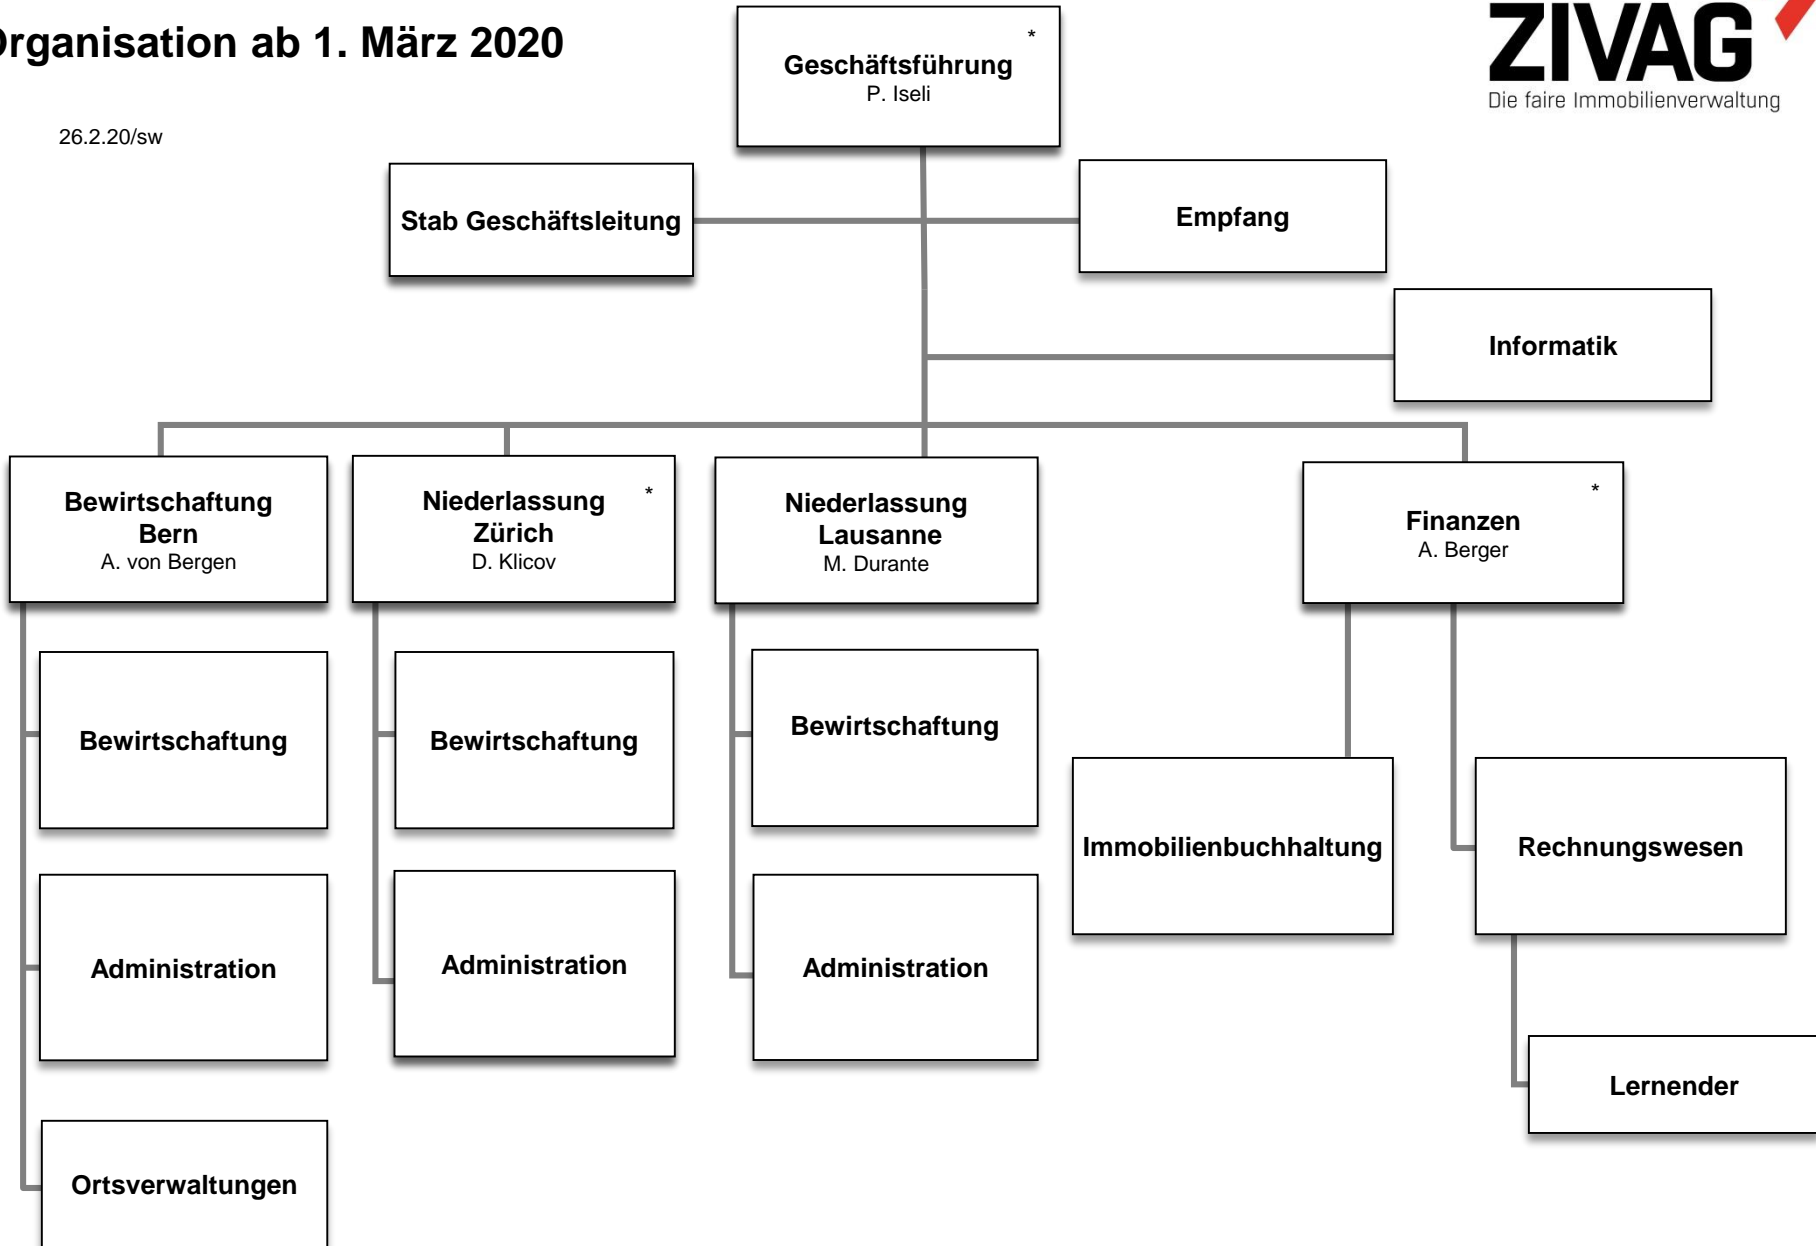 Organisation ab 1. März 2020
26.2.20/sw
ZIVAG
Die faire Immobilienverwaltung
*
Geschäftsführung
P. Iseli
Stab Geschäftsleitung
Empfang
Informatik
Bewirtschaftung
Bern
A. von Bergen
Niederlassung *
Zürich
D. Klicov
Niederlassung
Lausanne
M. Durante
*
Finanzen
A. Berger
Bewirtschaftung
Bewirtschaftung
Bewirtschaftung
Immobilienbuchhaltung
Rechnungswesen
Administration
Administration
Administration
Lernender
Ortsverwaltungen